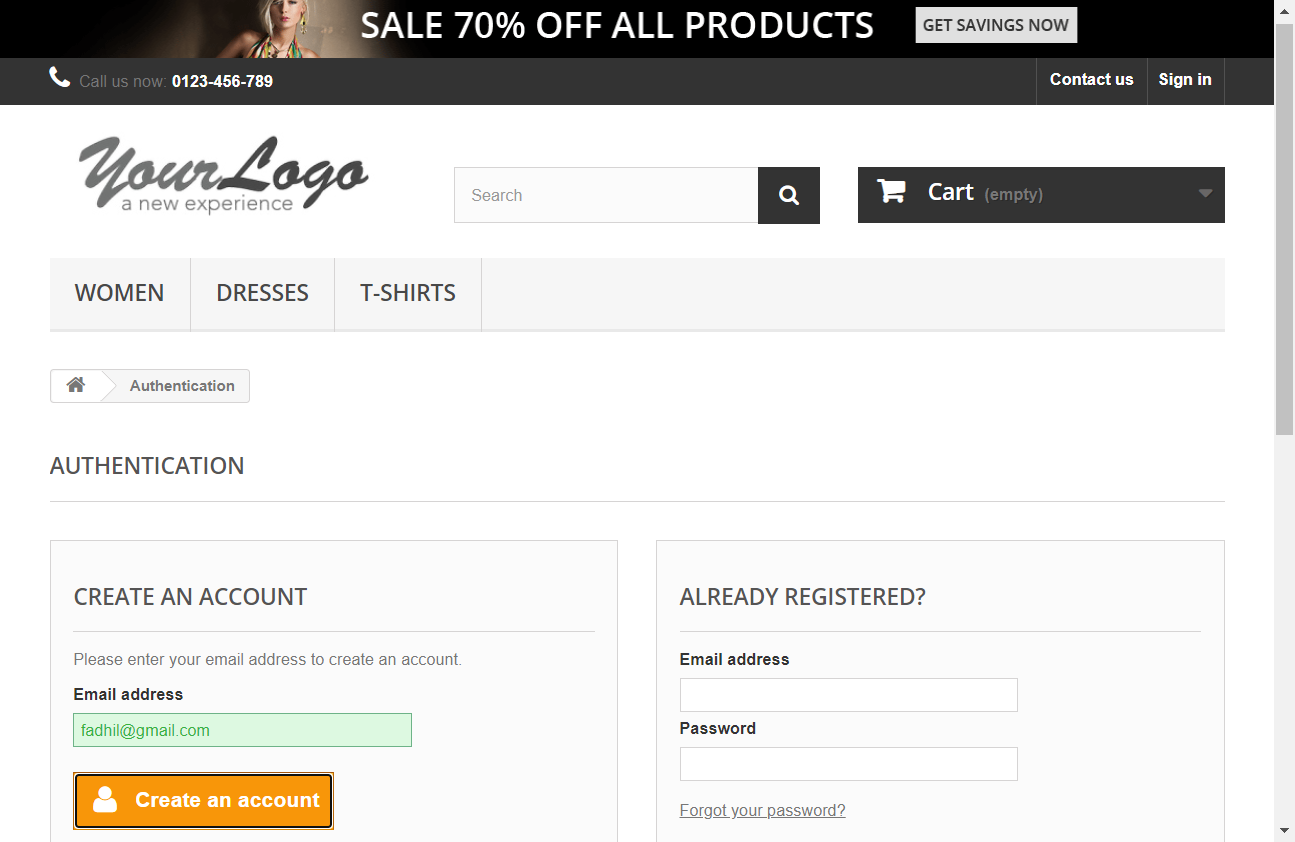 SALE 70% OFF ALL PRODUCTS GET SAVINGS NOW
Call us now: 0123-456-789 Contact us Sign in
YourLogo
a new experience
Search
Cart (empty)
WOMEN DRESSES T-SHIRTS
Authentication
AUTHENTICATION
CREATE AN ACCOUNT
Please enter your email address to create an account.
Email address
fadhil@gmail.com
Create an account
ALREADY REGISTERED?
Email address
Password
Forgot your password?